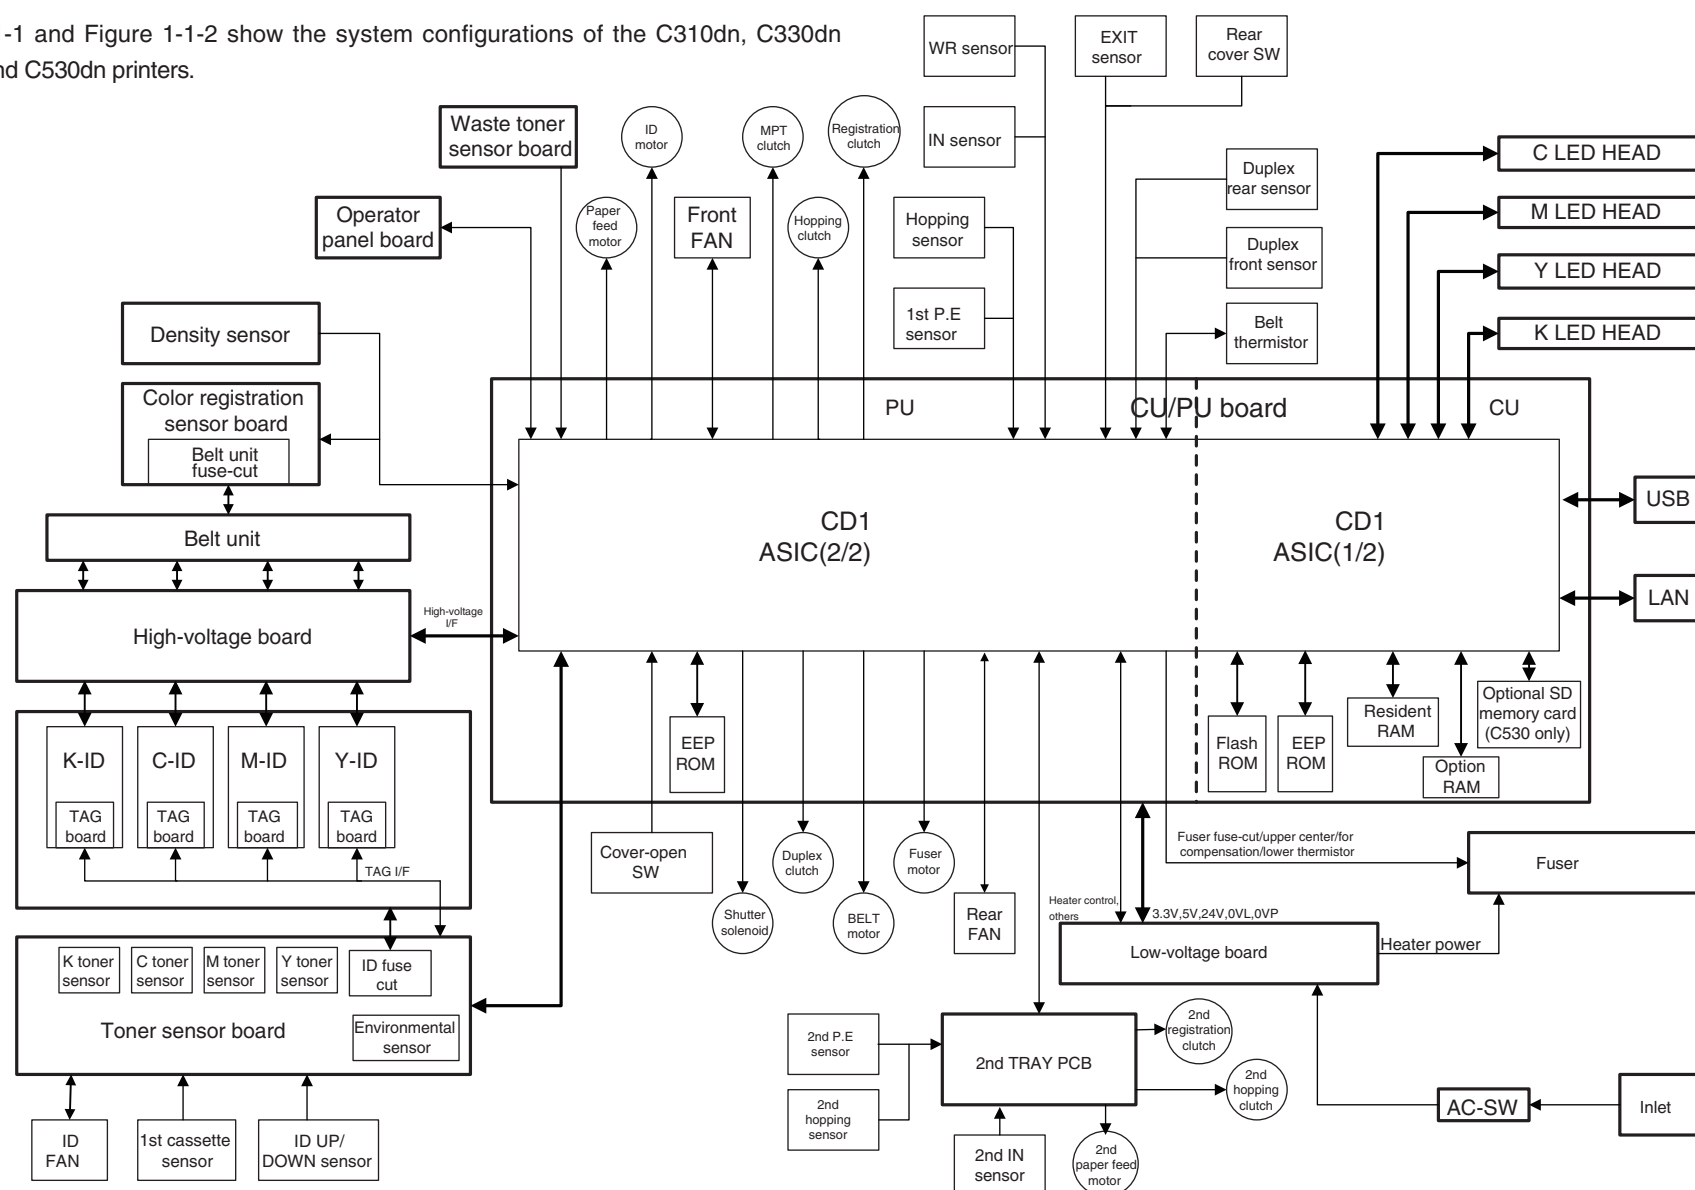 -1 and Figure 1-1-2 show the system configurations of the C310dn, C330dn
nd C530dn printers.
WR sensor
EXIT
sensor
Rear
cover SW
Waste toner
sensor board
ID
motor
MPT
clutch
Registration
clutch
IN sensor
C LED HEAD
Duplex
rear sensor
Operator
panel board
Paper
feed
motor
Front
FAN
Hopping
clutch
Hopping
sensor
M LED HEAD
Duplex
front sensor
Y LED HEAD
Density sensor
1st P.E
sensor
Belt
thermistor
K LED HEAD
Color registration
sensor board
Belt unit
fuse-cut
PU
CU/PU board
CU
Belt unit
CD1
ASIC(2/2)
CD1
ASIC(1/2)
USB
LAN
High-voltage board
High-voltage
I/F
K-ID
C-ID
M-ID
Y-ID
TAG
board
TAG
board
TAG
board
TAG
board
TAG I/F
EEP
ROM
Flash
ROM
EEP
ROM
Resident
RAM
Option
RAM
Optional SD
memory card
(C530 only)
Cover-open
SW
Shutter
solenoid
Duplex
clutch
BELT
motor
Fuser
motor
Rear
FAN
Heater control,
others
3.3V,5V,24V,0VL,0VP
Fuser fuse-cut/upper center/for
compensation/lower thermistor
Fuser
Low-voltage board
Heater power
K toner
sensor
C toner
sensor
M toner
sensor
Y toner
sensor
ID fuse
cut
Toner sensor board
Environmental
sensor
2nd P.E
sensor
2nd
hopping
sensor
2nd TRAY PCB
2nd
registration
clutch
2nd
hopping
clutch
2nd IN
sensor
2nd
paper feed
motor
AC-SW
Inlet
ID
FAN
1st cassette
sensor
ID UP/
DOWN sensor